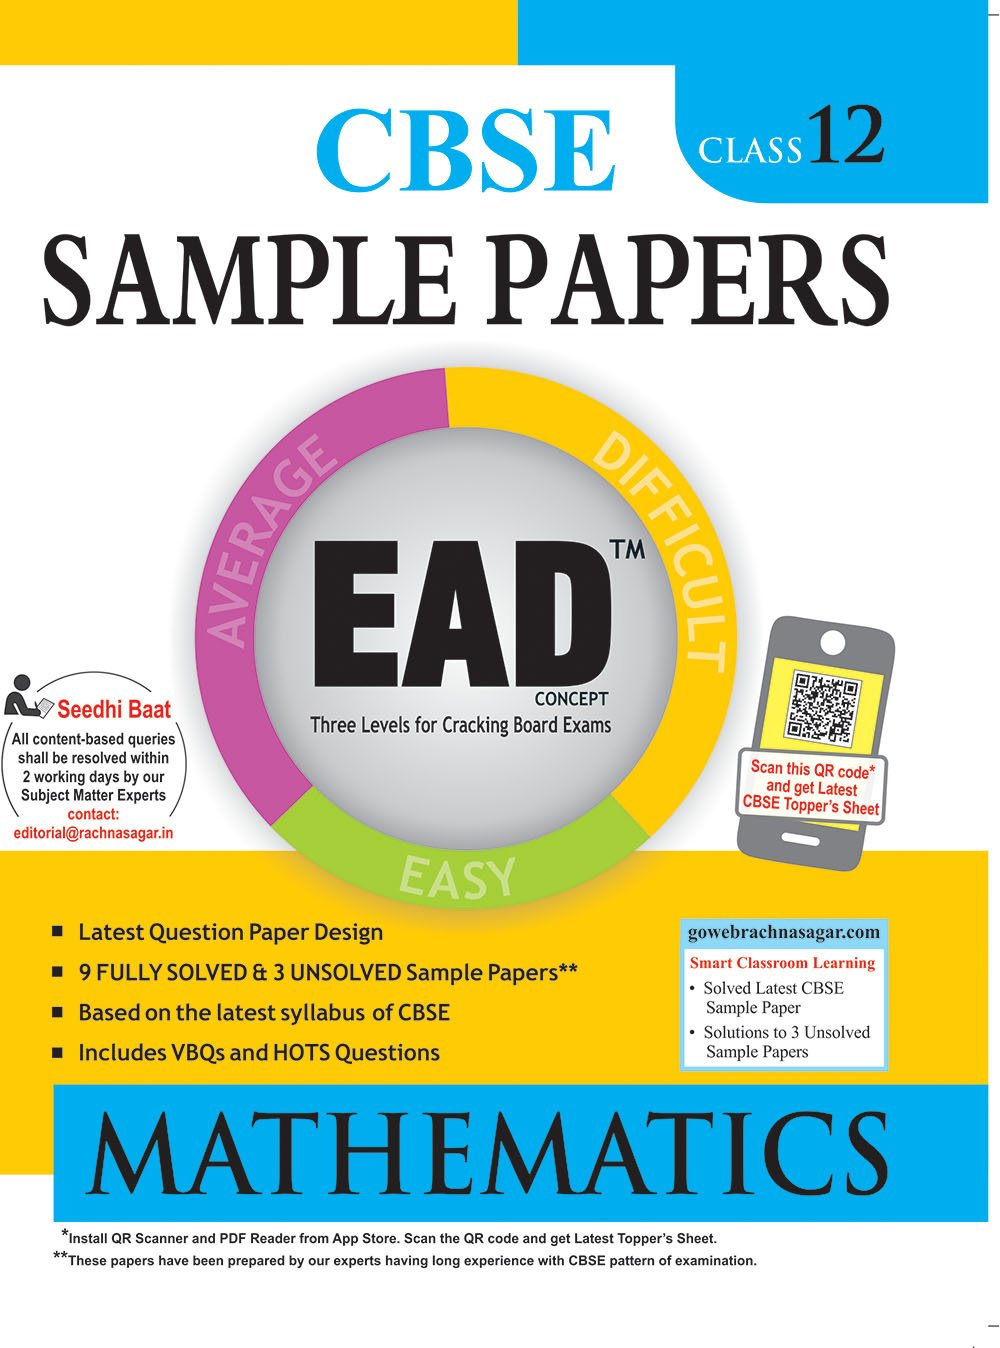 CBSE
CLASS 12
SAMPLE PAPERS
AVERAGE
DIFFICULT
EAD™
CONCEPT
Three Levels for Cracking Board Exams
EASY
Seedhi Baat
All content-based queries
shall be resolved within
2 working days by our
Subject Matter Experts
contact:
editorial@rachnasagar.in
Scan this QR code*
and get Latest
CBSE Topper's Sheet
▪ Latest Question Paper Design
▪ 9 FULLY SOLVED & 3 UNSOLVED Sample Papers**
▪ Based on the latest syllabus of CBSE
▪ Includes VBQs and HOTS Questions
gowebrachnasagar.com
Smart Classroom Learning
• Solved Latest CBSE
Sample Paper
• Solutions to 3 Unsolved
Sample Papers
MATHEMATICS
*Install QR Scanner and PDF Reader from App Store. Scan the QR code and get Latest Topper's Sheet.
**These papers have been prepared by our experts having long experience with CBSE pattern of examination.